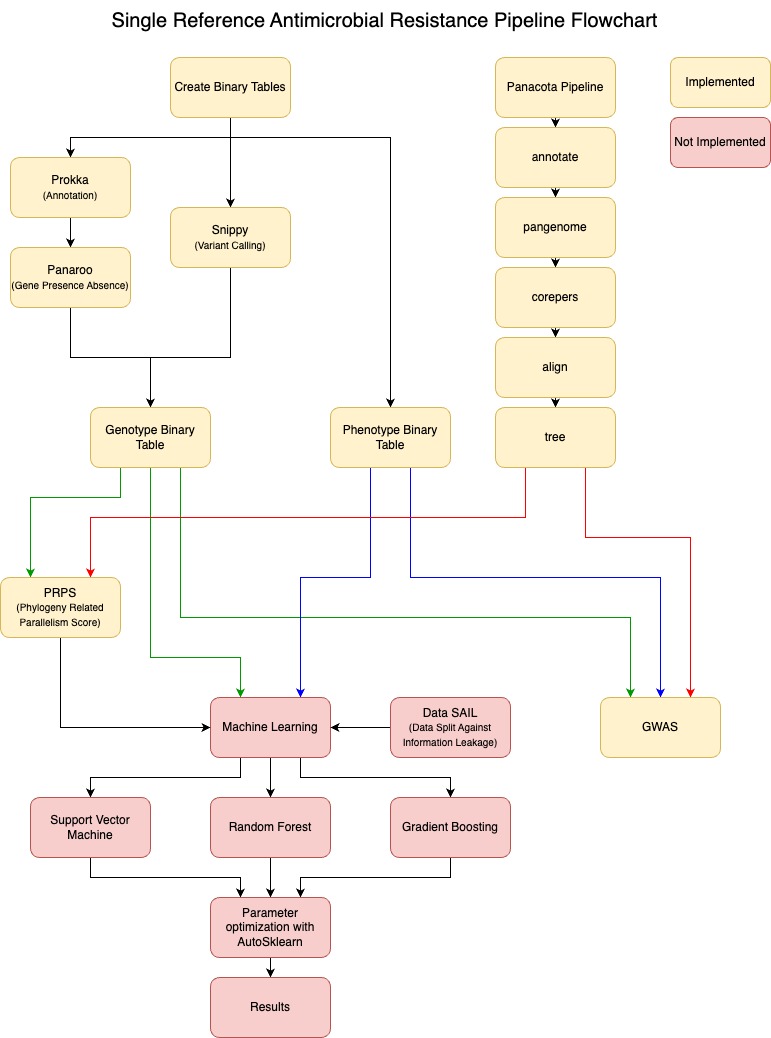 Single Reference Antimicrobial Resistance Pipeline Flowchart
Create Binary Tables
Panacota Pipeline
Implemented
Not Implemented
annotate
Prokka
(Annotation)
Snippy
(Variant Calling)
pangenome
Panaroo
(Gene Presence Absence)
corepers
align
Genotype Binary
Table
Phenotype Binary
Table
tree
PRPS
(Phylogeny Related
Parallelism Score)
Machine Learning
Data SAIL
(Data Split Against
Information Leakage)
GWAS
Support Vector
Machine
Random Forest
Gradient Boosting
Parameter
optimization with
AutoSklearn
Results